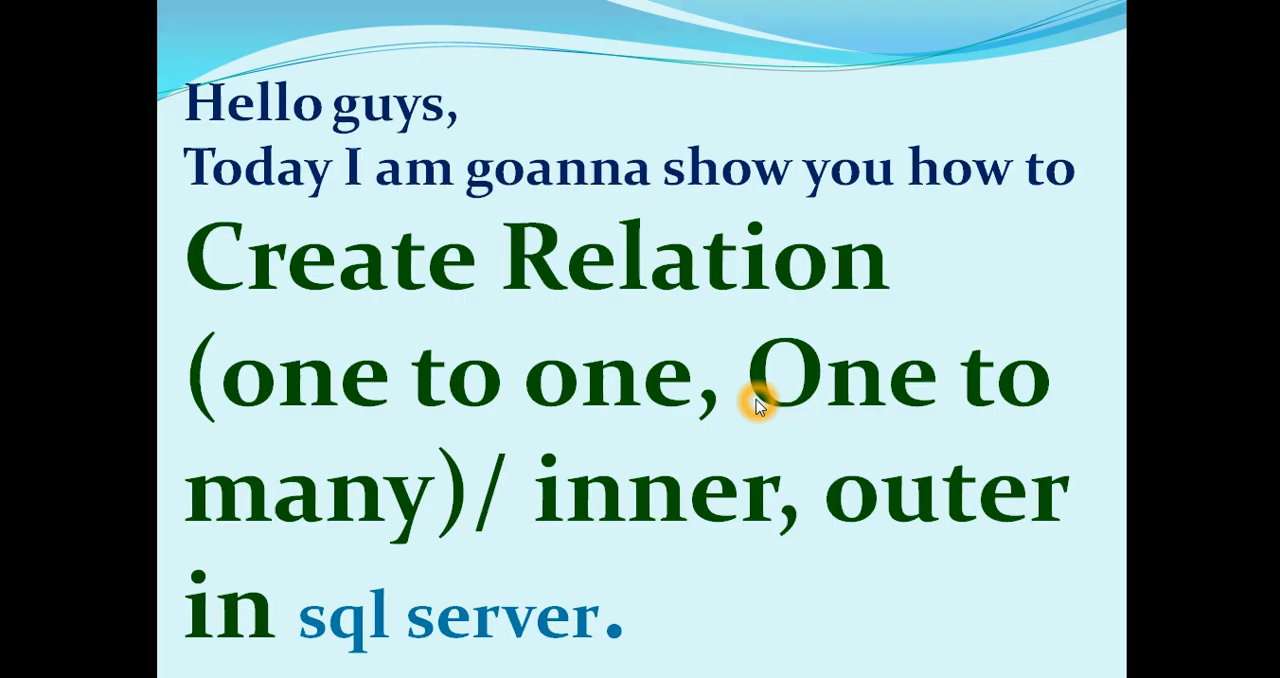 Hello guys,
Today I am goanna show you how to
Create Relation
(one to one, One to
many)/ inner, outer
in sql server.